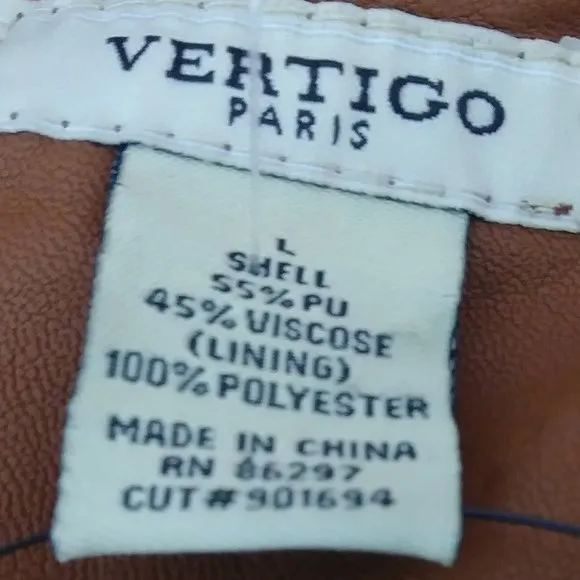 VERTIGO
PARIS
L
SHELL
55% PU
45% VISCOSE
(LINING)
100% POLYESTER
MADE IN CHINA
RN 86297
CUT # 901694